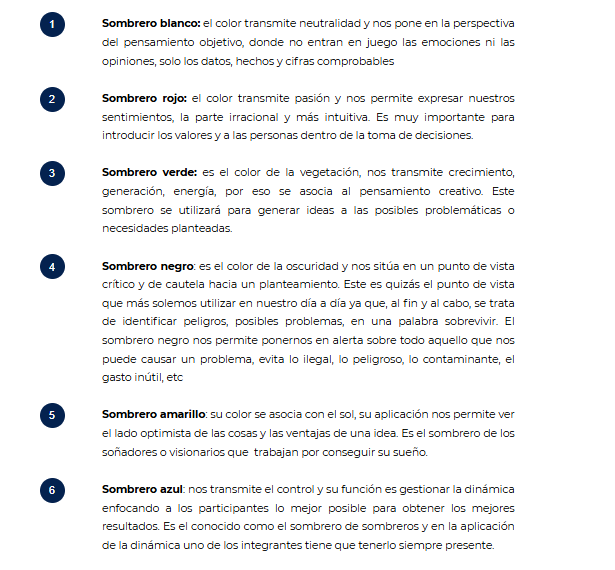 1 Sombrero blanco: el color transmite neutralidad y nos pone en la perspectiva
del pensamiento objetivo, donde no entran en juego las emociones ni las
opiniones, solo los datos, hechos y cifras comprobables
2 Sombrero rojo: el color transmite pasión y nos permite expresar nuestros
sentimientos, la parte irracional y más intuitiva. Es muy importante para
introducir los valores y a las personas dentro de la toma de decisiones.
3 Sombrero verde: es el color de la vegetación, nos transmite crecimiento,
generación, energía, por eso se asocia al pensamiento creativo. Este
sombrero se utilizará para generar ideas a las posibles problemáticas o
necesidades planteadas.
4 Sombrero negro: es el color de la oscuridad y nos sitúa en un punto de vista
crítico y de cautela hacia un planteamiento. Este es quizás el punto de vista
que más solemos utilizar en nuestro día a día ya que, al fin y al cabo, se trata
de identificar peligros, posibles problemas, en una palabra sobrevivir. El
sombrero negro nos permite ponernos en alerta sobre todo aquello que nos
puede causar un problema, evita lo ilegal, lo peligroso, lo contaminante, el
gasto inútil, etc
5 Sombrero amarillo: su color se asocia con el sol, su aplicación nos permite ver
el lado optimista de las cosas y las ventajas de una idea. Es el sombrero de los
soñadores o visionarios que trabajan por conseguir su sueño.
6 Sombrero azul: nos transmite el control y su función es gestionar la dinámica
enfocando a los participantes lo mejor posible para obtener los mejores
resultados. Es el conocido como el sombrero de sombreros y en la aplicación
de la dinámica uno de los integrantes tiene que tenerlo siempre presente.